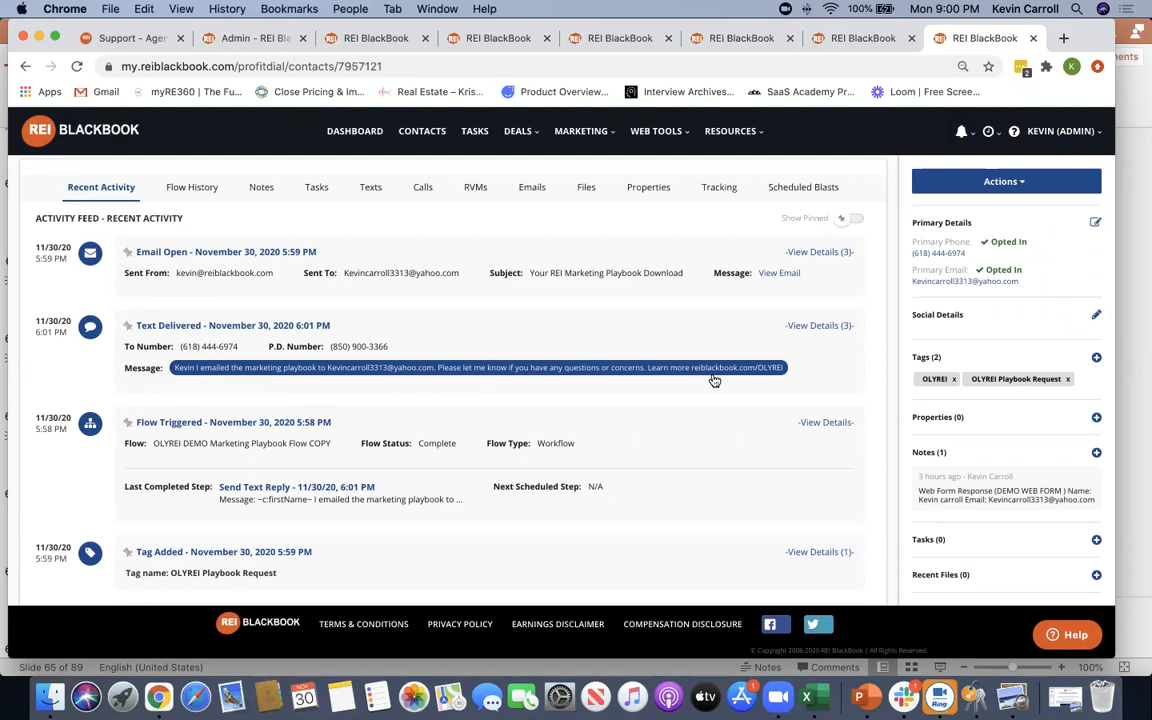 Chrome File Edit View History Bookmarks People Tab Window Help 100% Mon 9:00 PM Kevin Carroll
Support - Agen × Admin - REI Bla × REI BlackBook × REI BlackBook × REI BlackBook × REI BlackBook × REI BlackBook × REI BlackBook × +
my.reiblackbook.com/profitdial/contacts/7957121 2 K
Apps Gmail myRE360 | The Fu... Close Pricing & Im... Real Estate – Kris... Product Overview... Interview Archives... SaaS Academy Pr... Loom | Free Scree...
REI BLACKBOOK DASHBOARD CONTACTS TASKS DEALS MARKETING WEB TOOLS RESOURCES KEVIN (ADMIN)
Recent Activity Flow History Notes Tasks Texts Calls RVMs Emails Files Properties Tracking Scheduled Blasts
ACTIVITY FEED - RECENT ACTIVITY Show Pinned
11/30/20
5:59 PM
Email Open - November 30, 2020 5:59 PM -View Details (3)-
Sent From: kevin@reiblackbook.com Sent To: Kevincarroll3313@yahoo.com Subject: Your REI Marketing Playbook Download Message: View Email
11/30/20
6:01 PM
Text Delivered - November 30, 2020 6:01 PM -View Details (3)-
To Number: (618) 444-6974 P.D. Number: (850) 900-3366
Message: Kevin I emailed the marketing playbook to Kevincarroll3313@yahoo.com. Please let me know if you have any questions or concerns. Learn more reiblackbook.com/OLYREI
11/30/20
5:58 PM
Flow Triggered - November 30, 2020 5:58 PM -View Details-
Flow: OLYREI DEMO Marketing Playbook Flow COPY Flow Status: Complete Flow Type: Workflow
Last Completed Step: Send Text Reply - 11/30/20, 6:01 PM Next Scheduled Step: N/A
Message: ~c:firstName~ I emailed the marketing playbook to ...
11/30/20
5:59 PM
Tag Added - November 30, 2020 5:59 PM -View Details (1)-
Tag name: OLYREI Playbook Request
Actions
Primary Details
Primary Phone: ✓ Opted In
(618) 444-6974
Primary Email: ✓ Opted In
Kevincarroll3313@yahoo.com
Social Details
Tags (2)
OLYREI x OLYREI Playbook Request x
Properties (0)
Notes (1)
3 hours ago - Kevin Carroll
Web Form Response (DEMO WEB FORM ) Name:
Kevin carroll Email: Kevincarroll3313@yahoo.com
Tasks (0)
Recent Files (0)
REI BLACKBOOK TERMS & CONDITIONS PRIVACY POLICY EARNINGS DISCLAIMER COMPENSATION DISCLOSURE
© Copyright 2008-2020 REI BlackBook | All Rights Reserved
Help
Slide 65 of 89 English (United States) Notes Comments 100%